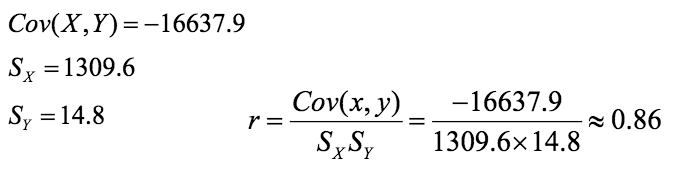 Cov(X,Y) = −16637.9
S_X = 1309.6
S_Y = 14.8
r = Cov(x, y) / S_X S_Y = −16637.9 / 1309.6 × 14.8 ≈ 0.86